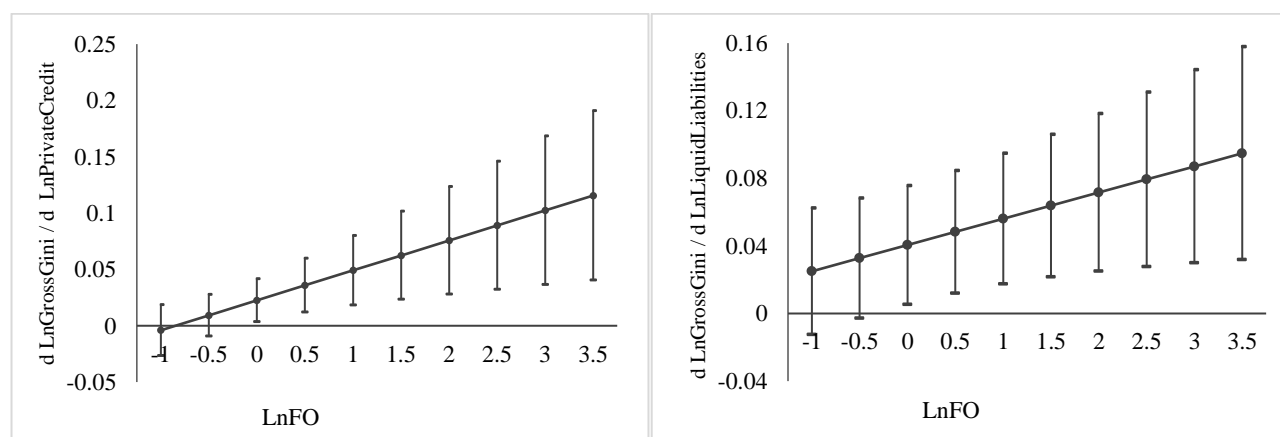 d LnGrossGini / d LnPrivateCredit
0.25
0.2
0.15
0.1
0.05
0
-0.05
-1 -0.5 0 0.5 1 1.5 2 2.5 3 3.5
LnFO
d LnGrossGini / d LnLiquidLiabilities
0.16
0.12
0.08
0.04
0
-0.04
-1 -0.5 0 0.5 1 1.5 2 2.5 3 3.5
LnFO